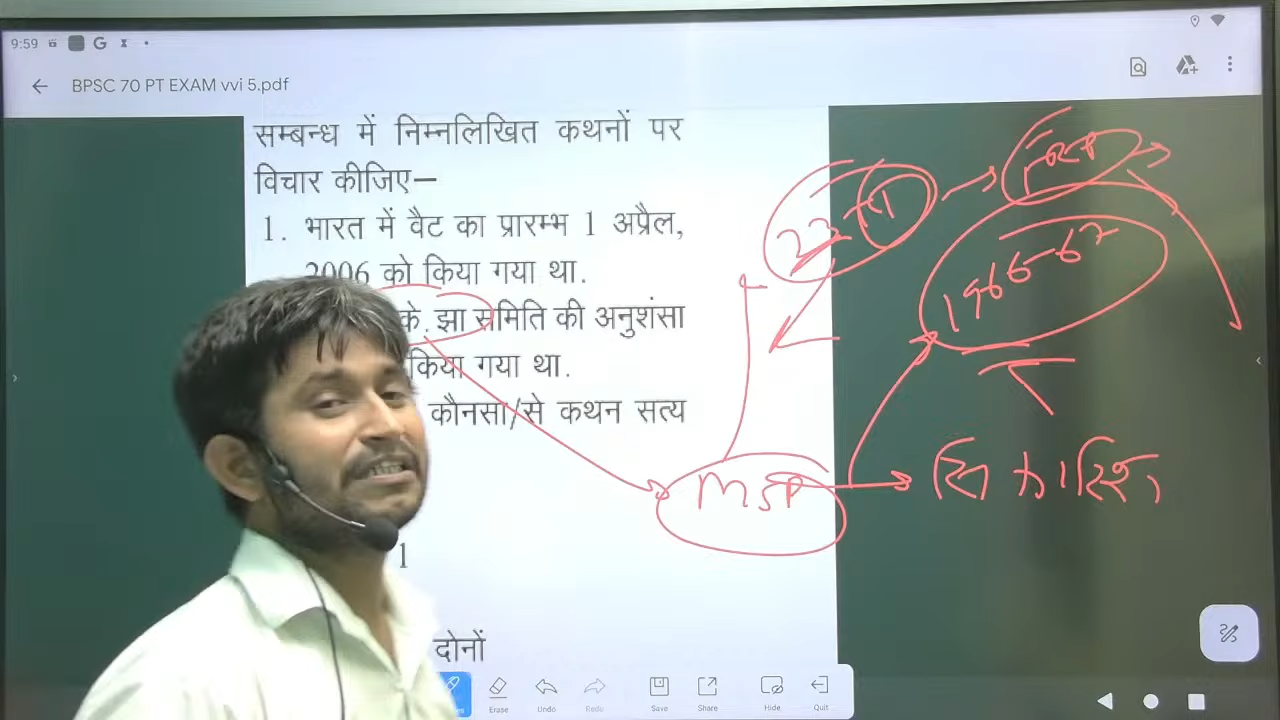 9:59 G
BPSC 70 PT EXAM vvi 5.pdf
सम्बन्ध में निम्नलिखित कथनों पर
विचार कीजिए–
1. भारत में वैट का प्रारम्भ 1 अप्रैल,
2006 को किया गया था.
के. झा समिति की अनुशंसा
किया गया था.
कौनसा/से कथन सत्य
1
दोनों
22
1966-67
MSP
सिफारिश
Erase Undo Redo Save Share Hide Quit